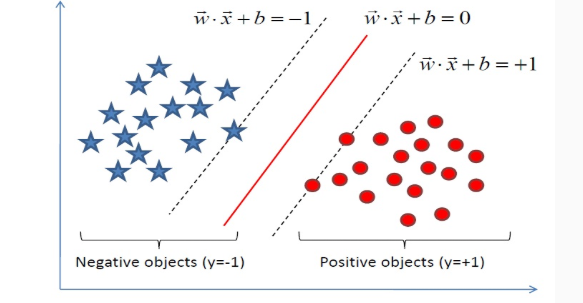 w⃗ · x⃗ + b = −1
w⃗ · x⃗ + b = 0
w⃗ · x⃗ + b = +1
Negative objects (y=-1)
Positive objects (y=+1)